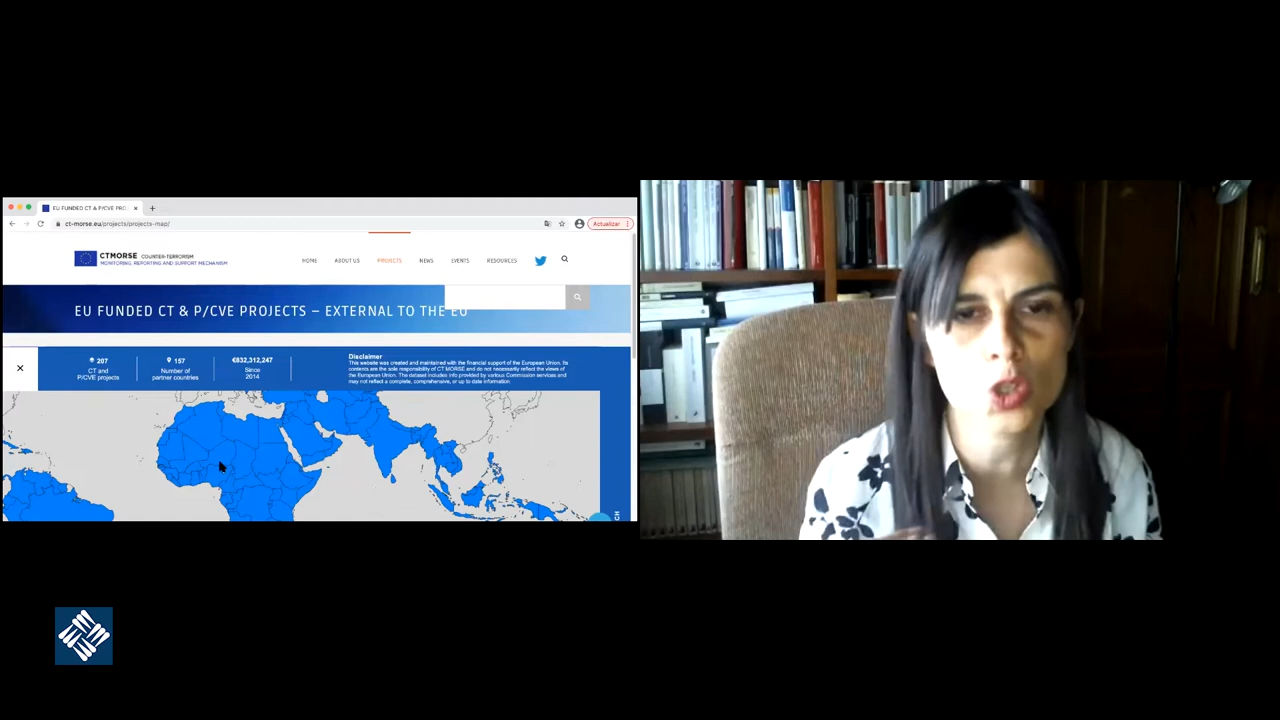 EU FUNDED CT & P/CVE PROJ
ct-morse.eu/projects/projects-map/
Actualizar
CTMORSE COUNTER-TERRORISM
MONITORING, REPORTING AND SUPPORT MECHANISM
HOME ABOUT US PROJECTS NEWS EVENTS RESOURCES
EU FUNDED CT & P/CVE PROJECTS – EXTERNAL TO THE EU
207
CT and
P/CVE projects
157
Number of
partner countries
€832,312,247
Since
2014
Disclaimer
This website was created and maintained with the financial support of the European Union. Its
contents are the sole responsibility of CT MORSE and do not necessarily reflect the views of
the European Union. The dataset includes info provided by various Commission services and
may not reflect a complete, comprehensive, or up to date information.
CH